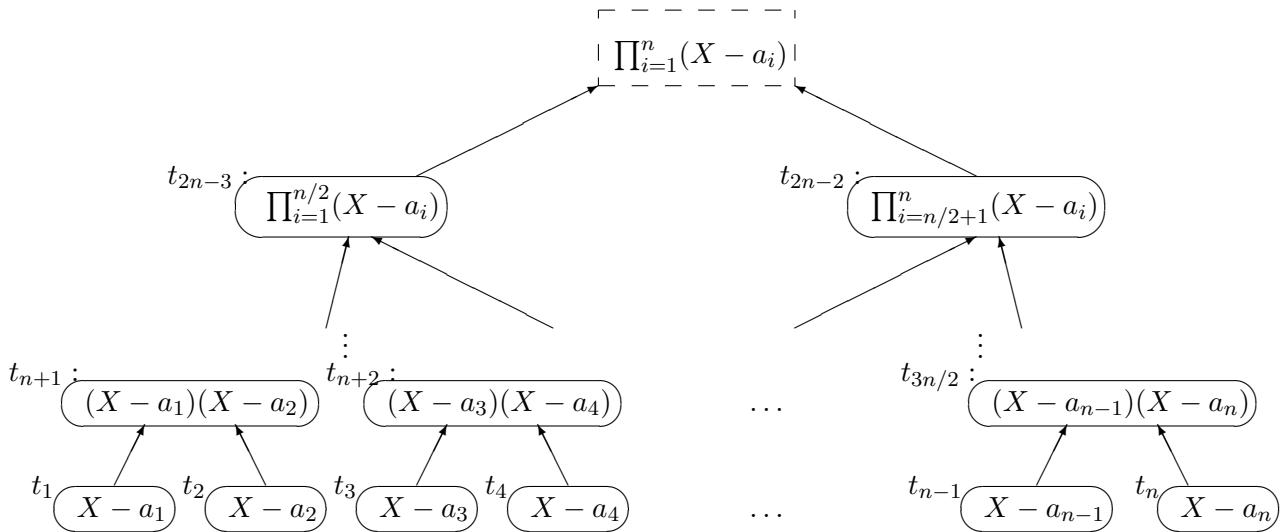 ∏_{i=1}^{n}(X − a_i)
t_{2n−3} :
∏_{i=1}^{n/2}(X − a_i)
t_{2n−2} :
∏_{i=n/2+1}^{n}(X − a_i)
⋮ ⋮
t_{n+1} : t_{n+2} : t_{3n/2} :
(X − a_1)(X − a_2) (X − a_3)(X − a_4) … (X − a_{n−1})(X − a_n)
t_1 t_2 t_3 t_4 t_{n−1} t_n
X − a_1 X − a_2 X − a_3 X − a_4 … X − a_{n−1} X − a_n